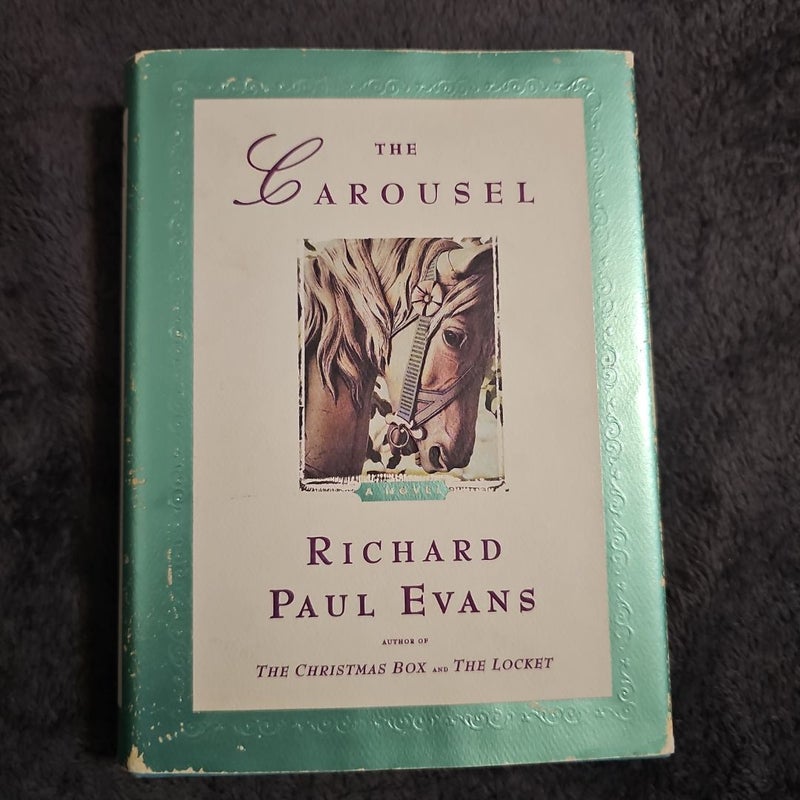 THE
CAROUSEL
A NOVEL
RICHARD
PAUL EVANS
AUTHOR OF
THE CHRISTMAS BOX AND THE LOCKET